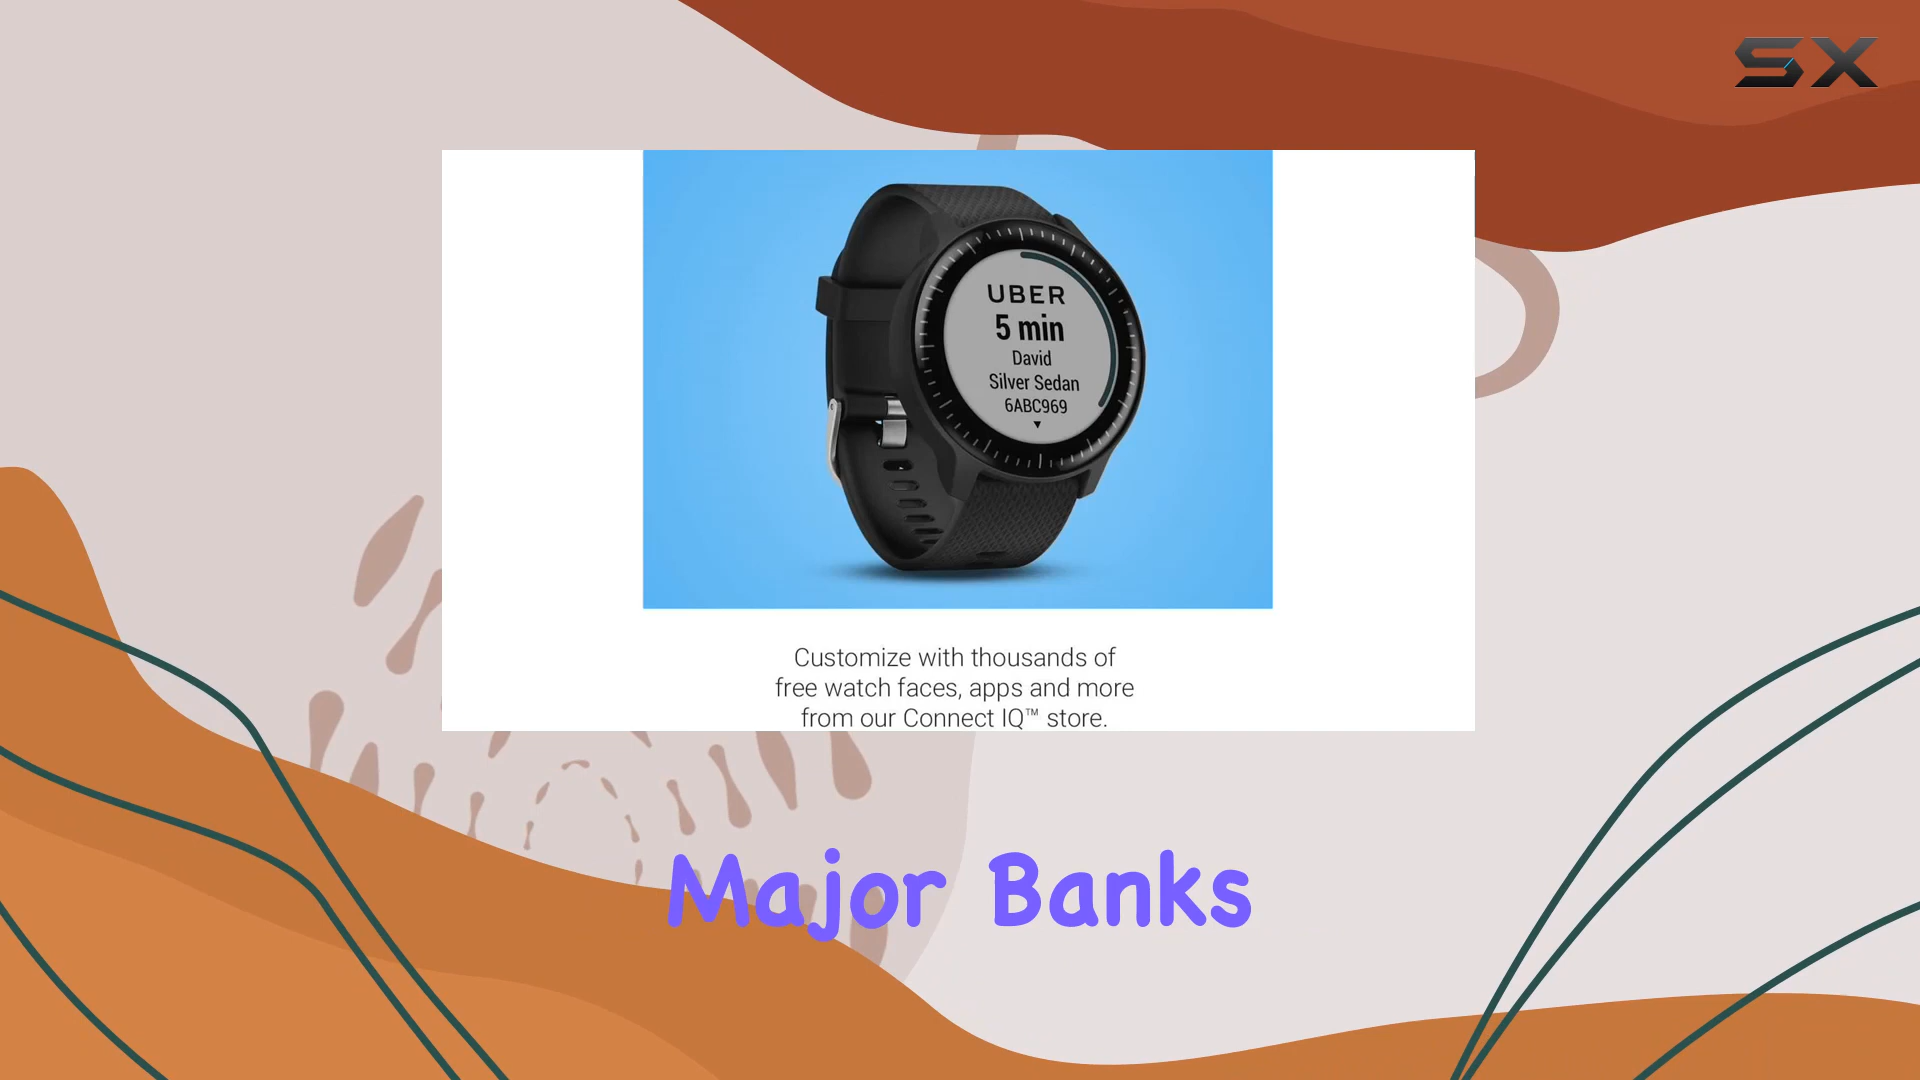 SX
UBER
5 min
David
Silver Sedan
6ABC969
Customize with thousands of
free watch faces, apps and more
from our Connect IQ™ store.
Major Banks